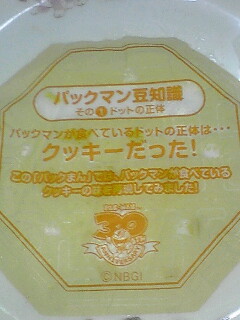 パックマン豆知識
その1ドットの正体
パックマンが食べているドットの正体は…
クッキーだった!
この「パックまん」では、パックマンが食べている
クッキーの味を再現してみました!
PAC-MAN
30
ANNIVERSARY
©NBGI